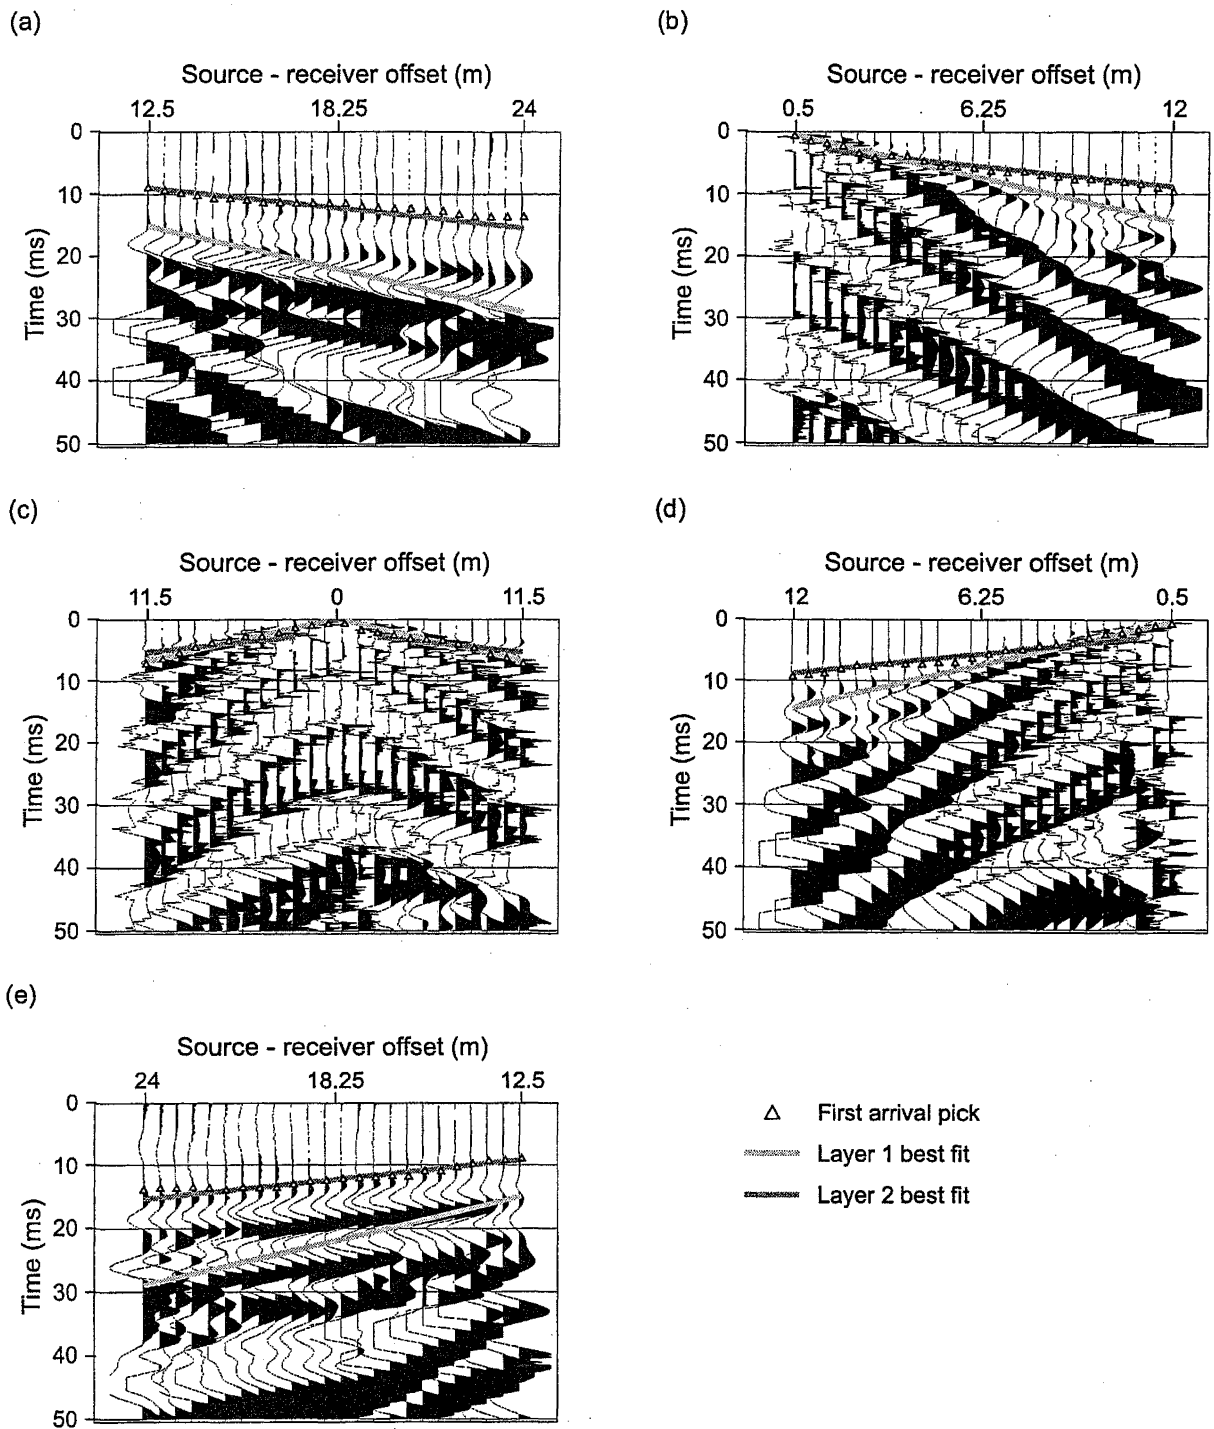 (a)
Source - receiver offset (m)
12.5 18.25 24
0
10
20
30
40
50
Time (ms)
(b)
Source - receiver offset (m)
0.5 6.25 12
0
10
20
30
40
50
Time (ms)
(c)
Source - receiver offset (m)
11.5 0 11.5
0
10
20
30
40
50
Time (ms)
(d)
Source - receiver offset (m)
12 6.25 0.5
0
10
20
30
40
50
Time (ms)
(e)
Source - receiver offset (m)
24 18.25 12.5
0
10
20
30
40
50
Time (ms)
First arrival pick
Layer 1 best fit
Layer 2 best fit